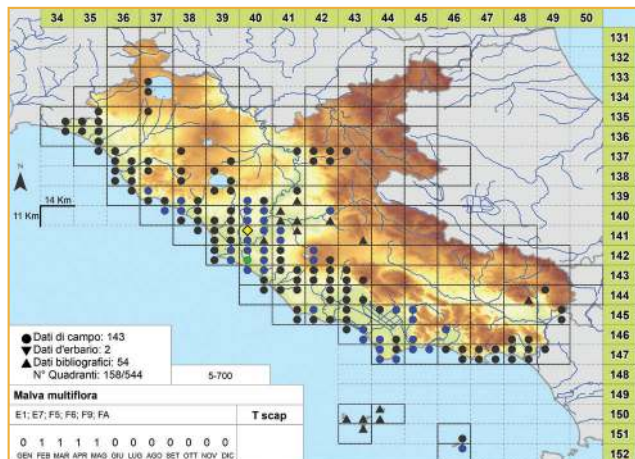 34 35 36 37 38 39 40 41 42 43 44 45 46 47 48 49 50
131
132
133
134
135
136
137
138
139
140
141
142
143
144
145
146
147
148
149
150
151
152
N
14 Km
11 Km
● Dati di campo: 143
▼ Dati d'erbario: 2
▲ Dati bibliografici: 54
N° Quadranti: 158/544
5-700
Malva multiflora
E1; E7; F5; F6; F9; FA
T scap
0 1 1 1 1 0 0 0 0 0 0 0
GEN FEB MAR APR MAG GIU LUG AGO SET OTT NOV DIC